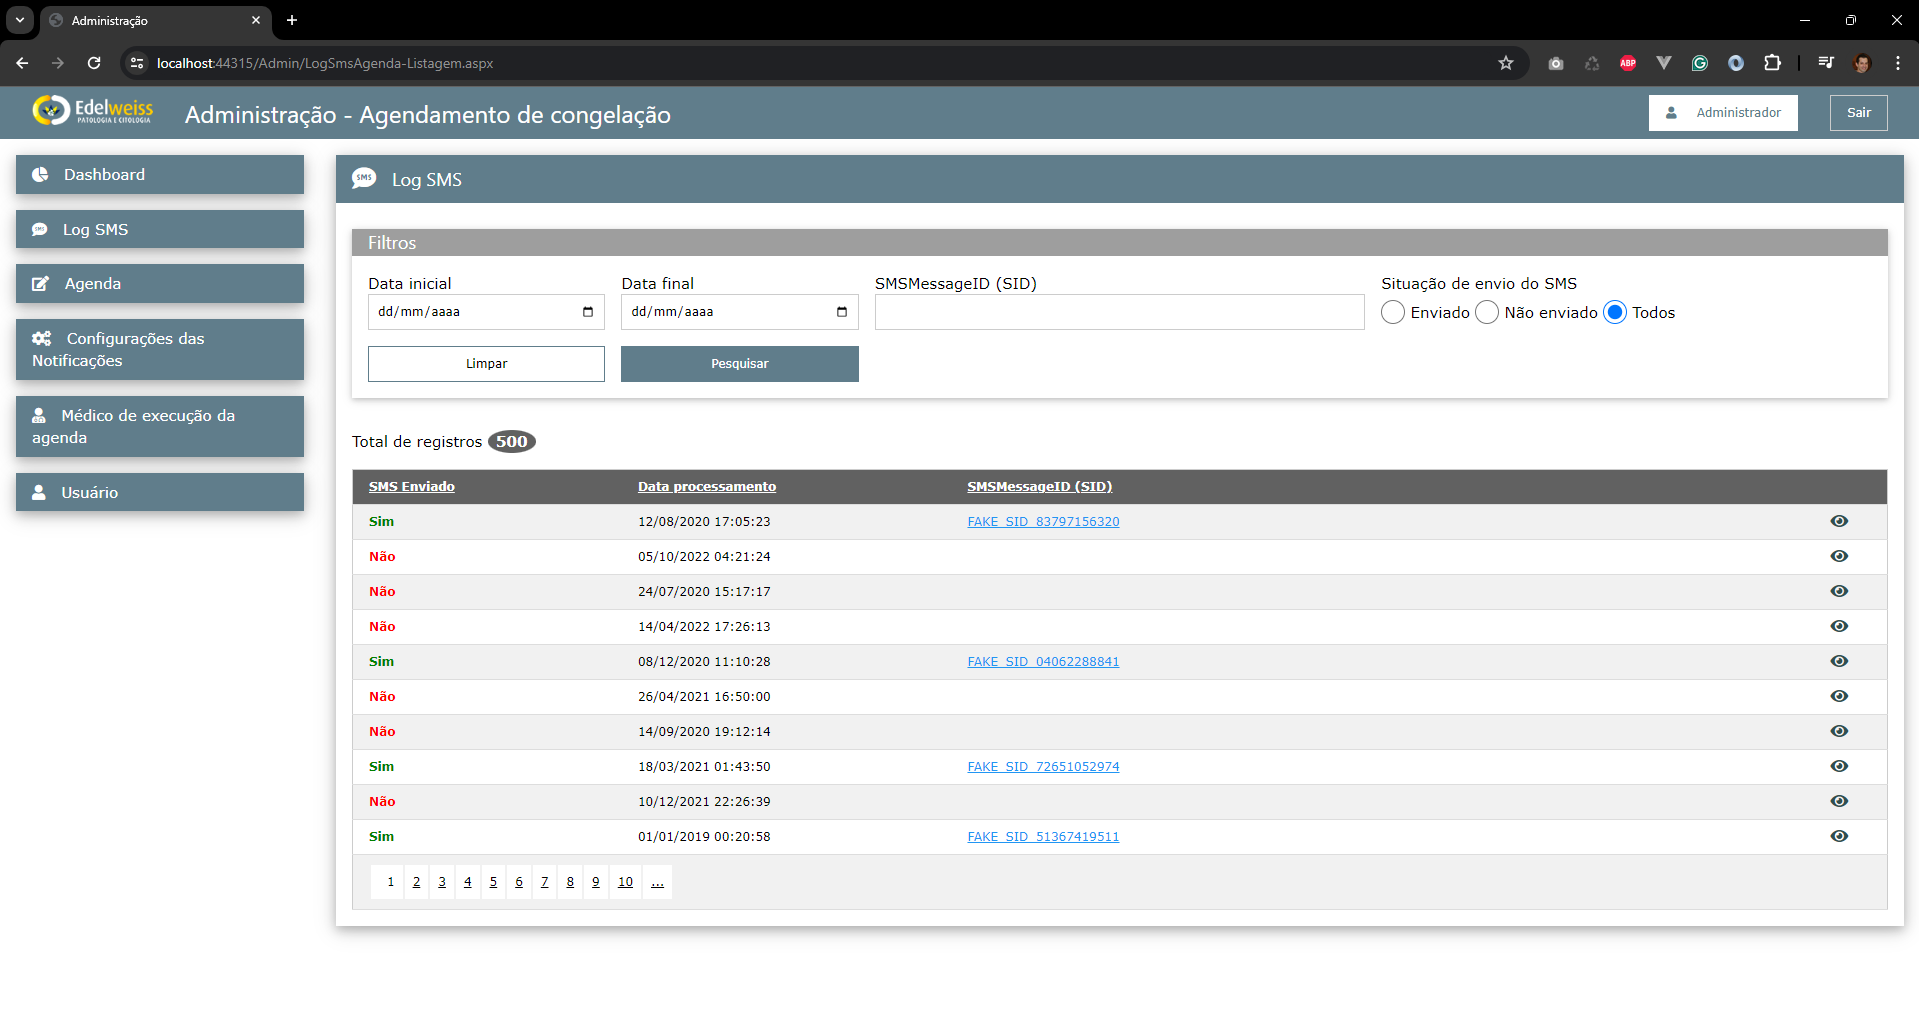 Administração
localhost:44315/Admin/LogSmsAgenda-Listagem.aspx
ABP
Edelweiss
PATOLOGIA E CITOLOGIA
Administração - Agendamento de congelação
Administrador
Sair
Dashboard
SMS
Log SMS
Agenda
Configurações das
Notificações
Médico de execução da
agenda
Usuário
SMS
Log SMS
Filtros
Data inicial
Data final
SMSMessageID (SID)
Situação de envio do SMS
dd/mm/aaaa
dd/mm/aaaa
Enviado
Não enviado
Todos
Limpar
Pesquisar
Total de registros 500
SMS Enviado Data processamento SMSMessageID (SID)
Sim 12/08/2020 17:05:23 FAKE_SID_83797156320
Não 05/10/2022 04:21:24
Não 24/07/2020 15:17:17
Não 14/04/2022 17:26:13
Sim 08/12/2020 11:10:28 FAKE_SID_04062288841
Não 26/04/2021 16:50:00
Não 14/09/2020 19:12:14
Sim 18/03/2021 01:43:50 FAKE_SID_72651052974
Não 10/12/2021 22:26:39
Sim 01/01/2019 00:20:58 FAKE_SID_51367419511
1 2 3 4 5 6 7 8 9 10 ...